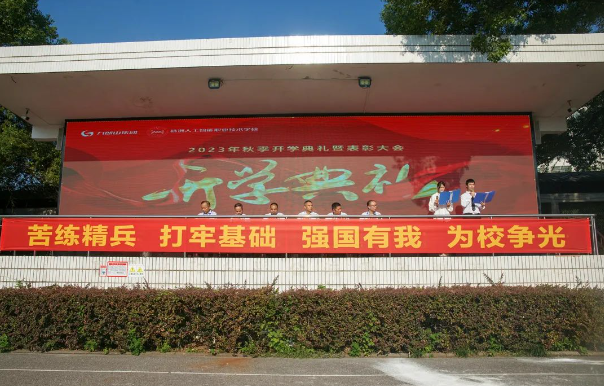 2023年秋季开学典礼暨表彰大会
开学典礼
苦练精兵 打牢基础 强国有我 为校争光